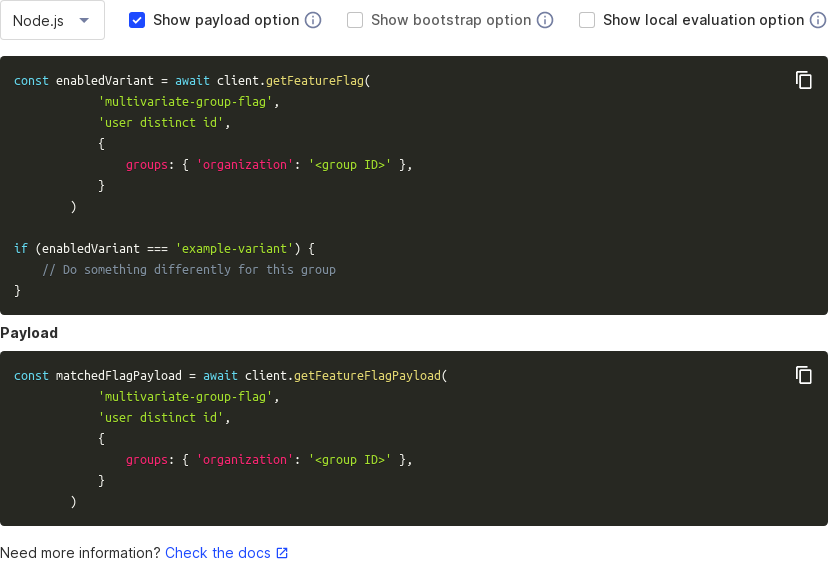 Node.js Show payload option Show bootstrap option Show local evaluation option
const enabledVariant = await client.getFeatureFlag(
            'multivariate-group-flag',
            'user distinct id',
            {
                groups: { 'organization': '<group ID>' },
            }
        )

if (enabledVariant === 'example-variant') {
    // Do something differently for this group
}
Payload
const matchedFlagPayload = await client.getFeatureFlagPayload(
            'multivariate-group-flag',
            'user distinct id',
            {
                groups: { 'organization': '<group ID>' },
            }
        )
Need more information? Check the docs